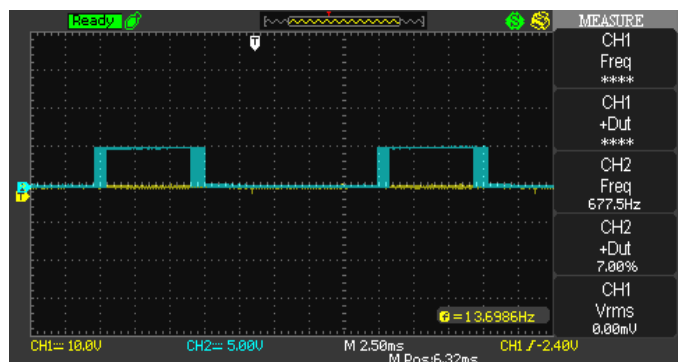 Ready
T
S
MEASURE
CH1
Freq
****
CH1
+Dut
****
CH2
Freq
677.5Hz
CH2
+Dut
7.00%
CH1
Vrms
0.00mV
=13.6986Hz
CH1 10.0V CH2 5.00V M 2.50ms CH1 -2.40V
M Pos:6.32ms